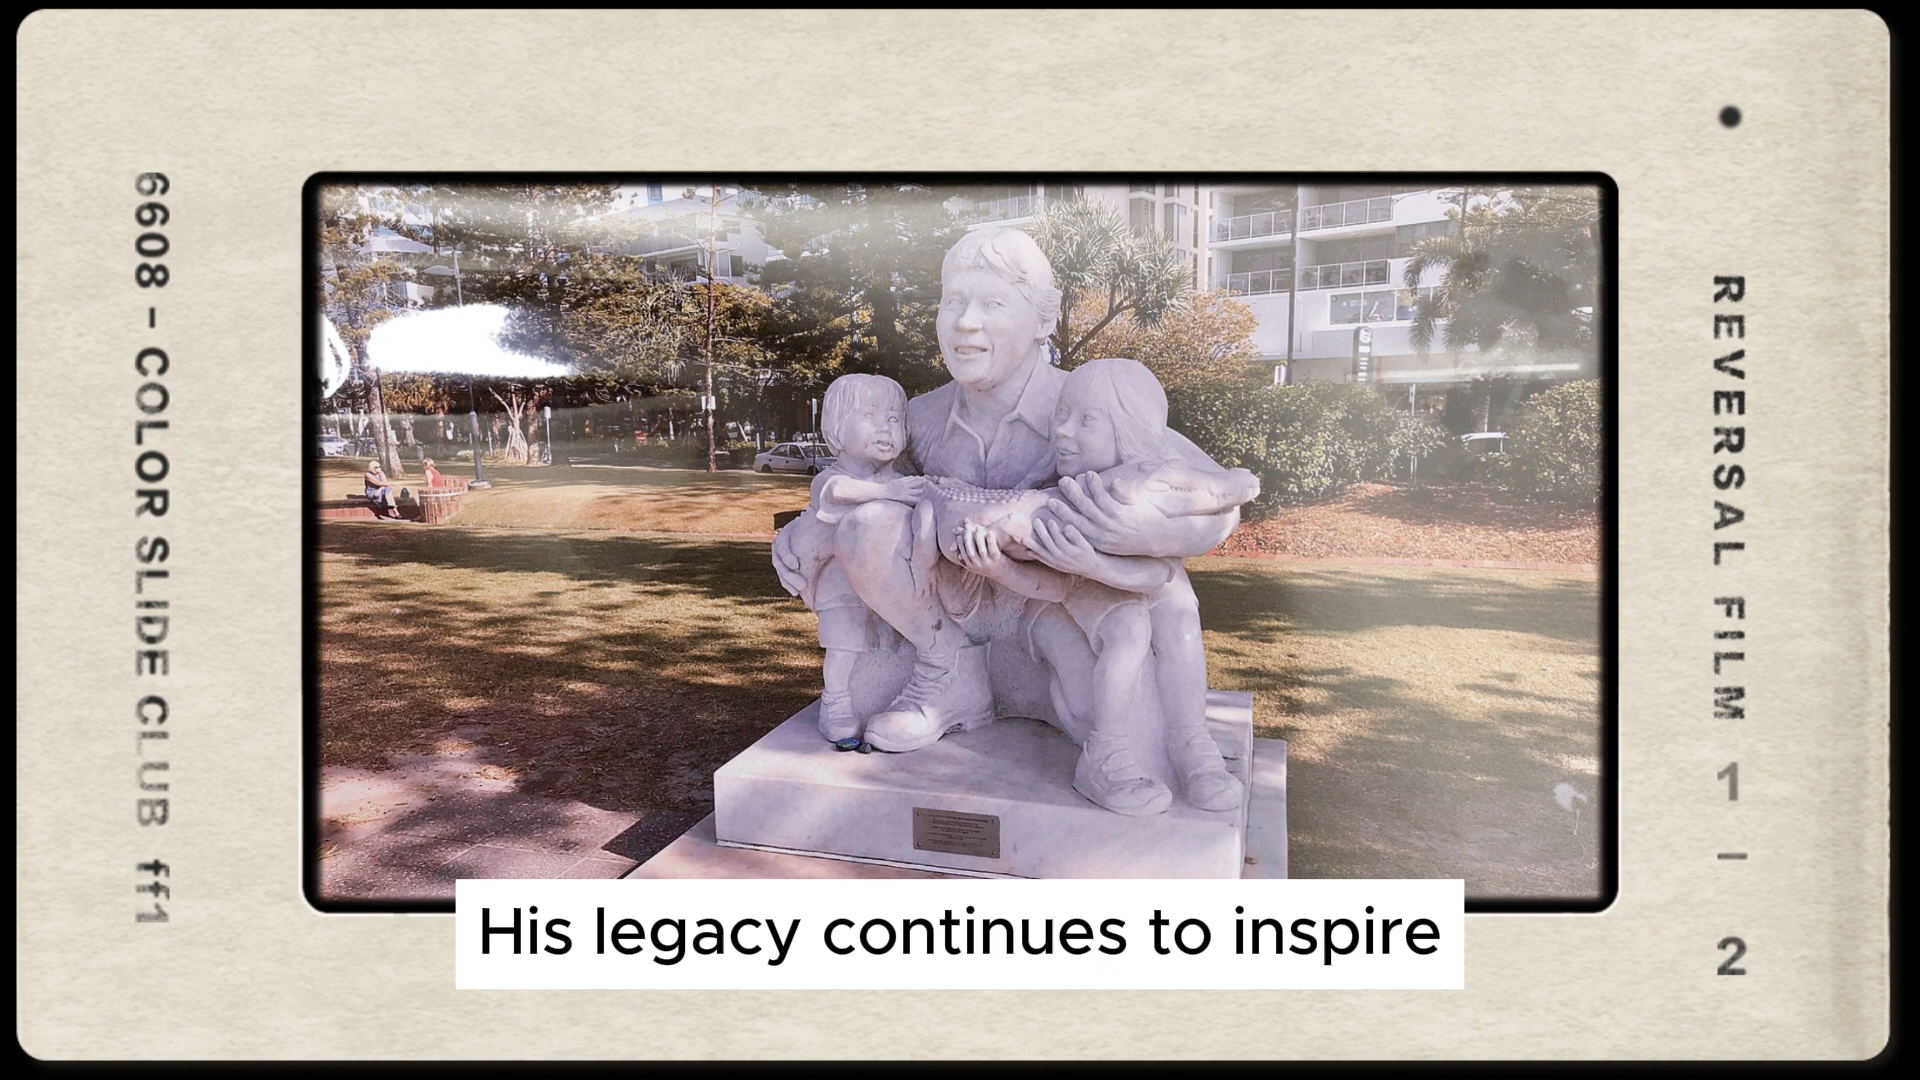 6608 - COLOR SLIDE CLUB ff1
REVERSAL FILM 1 - 2
His legacy continues to inspire